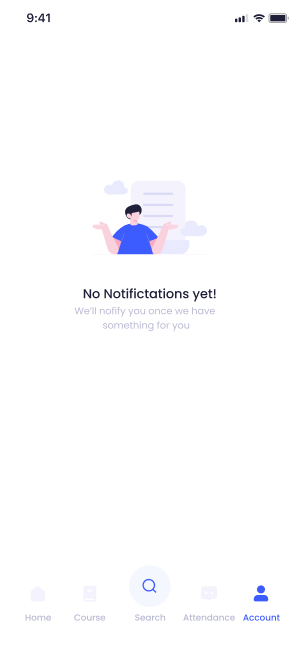 9:41
No Notifictations yet!
We'll nofify you once we have
something for you
Home
Course
Search
Attendance
Account